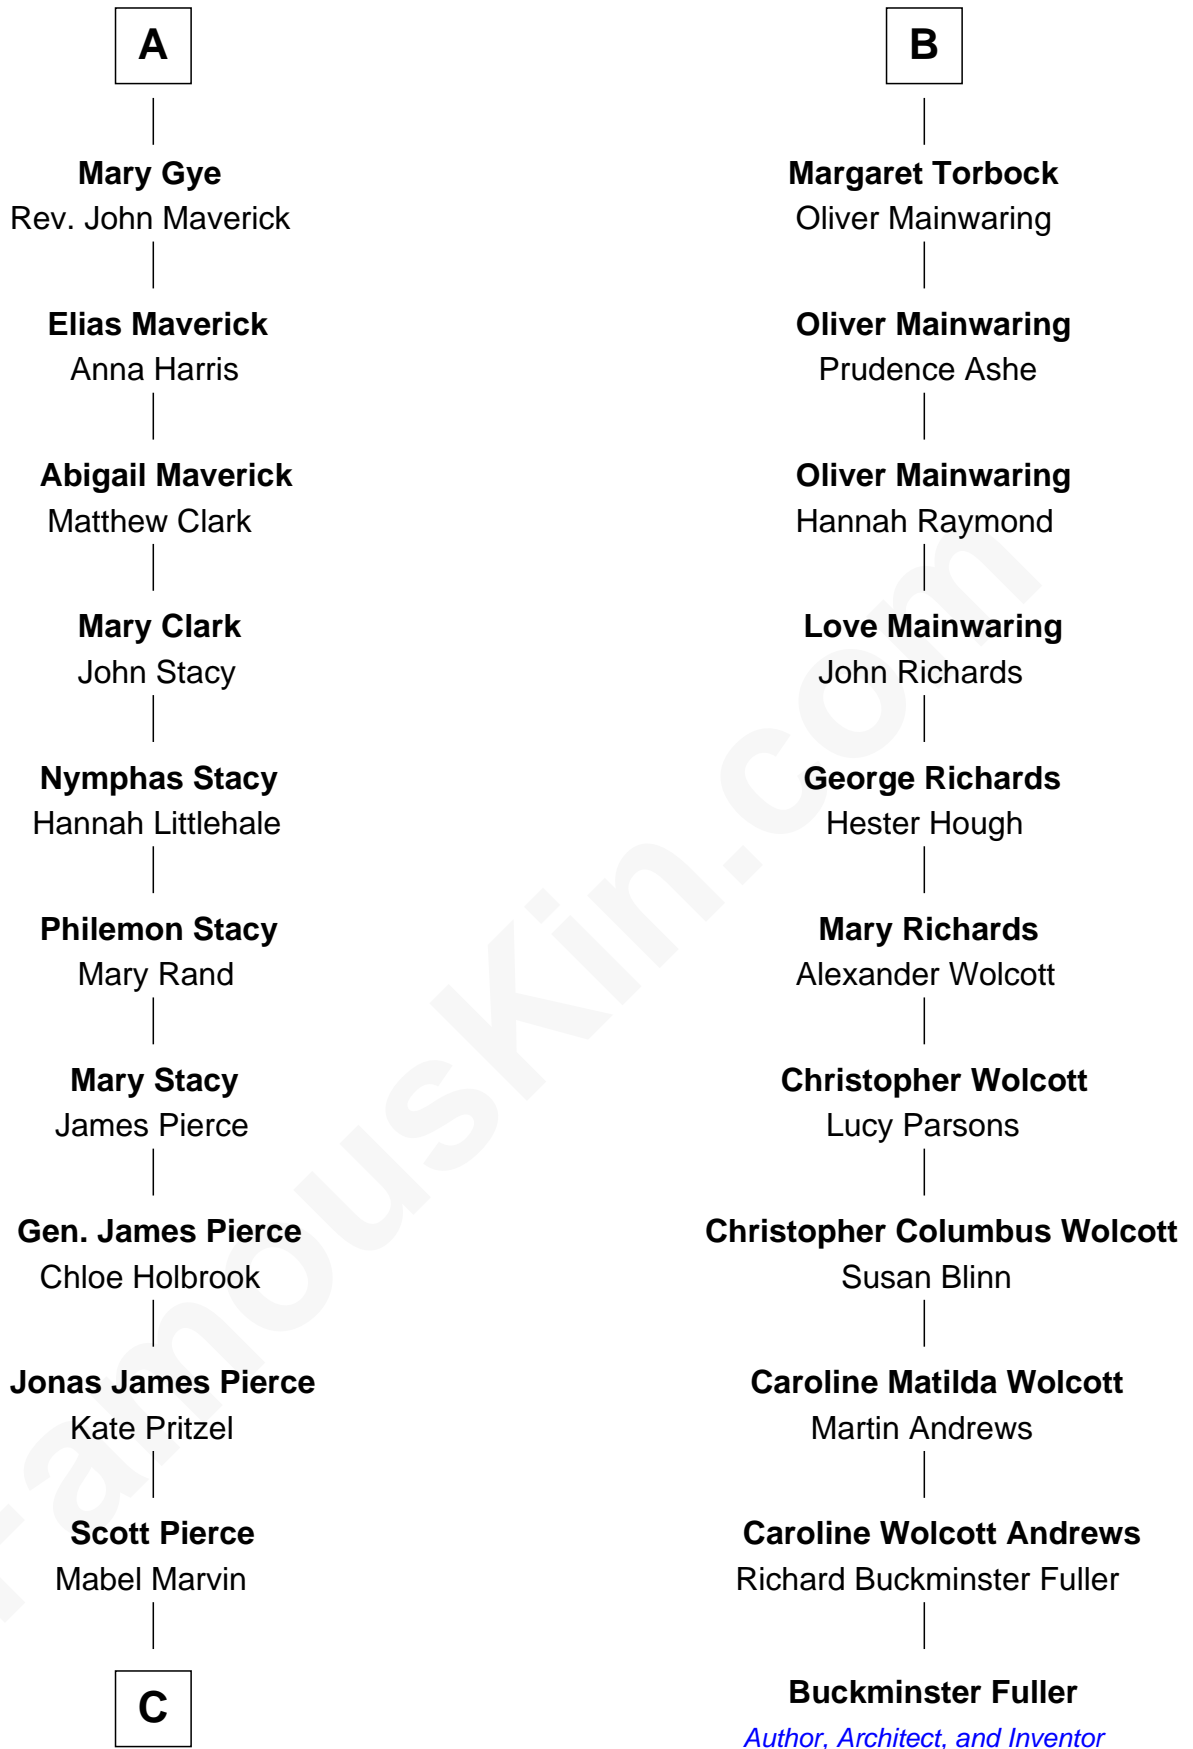 A
Mary Gye
Rev. John Maverick
Elias Maverick
Anna Harris
Abigail Maverick
Matthew Clark
Mary Clark
John Stacy
Nymphas Stacy
Hannah Littlehale
Philemon Stacy
Mary Rand
Mary Stacy
James Pierce
Gen. James Pierce
Chloe Holbrook
Jonas James Pierce
Kate Pritzel
Scott Pierce
Mabel Marvin
C
B
Margaret Torbock
Oliver Mainwaring
Oliver Mainwaring
Prudence Ashe
Oliver Mainwaring
Hannah Raymond
Love Mainwaring
John Richards
George Richards
Hester Hough
Mary Richards
Alexander Wolcott
Christopher Wolcott
Lucy Parsons
Christopher Columbus Wolcott
Susan Blinn
Caroline Matilda Wolcott
Martin Andrews
Caroline Wolcott Andrews
Richard Buckminster Fuller
Buckminster Fuller
Author, Architect, and Inventor
FamousKin.com